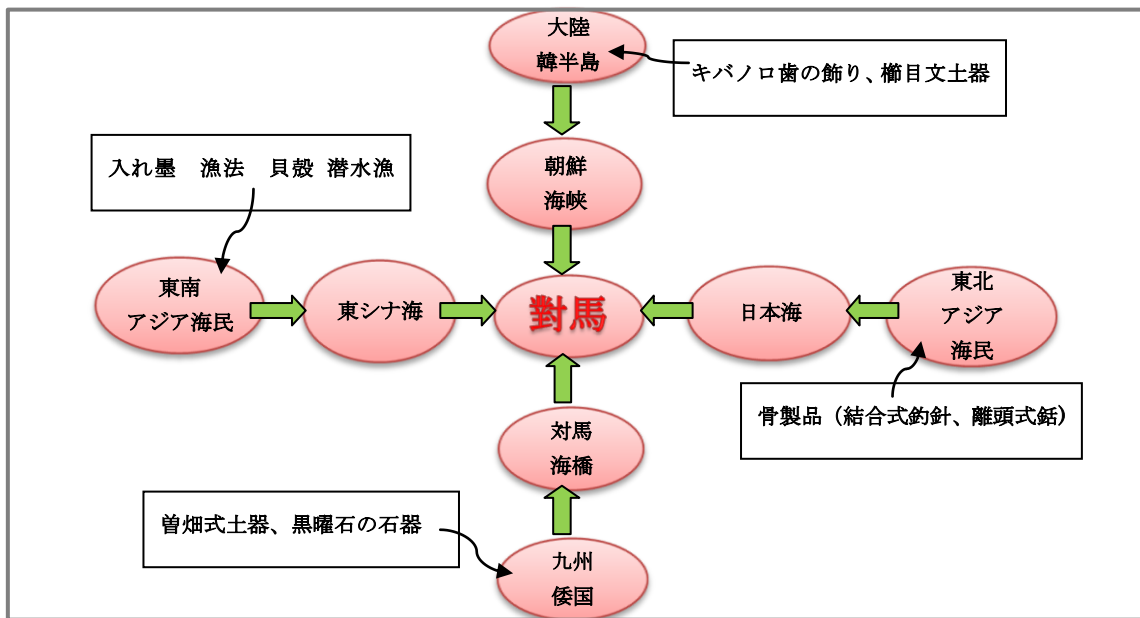 大陸
韓半島
キバノロ歯の飾り、櫛目文土器
入れ墨　漁法　貝殻 潜水漁
朝鮮
海峡
東南
アジア海民
東シナ海
對馬
日本海
東北
アジア
海民
骨製品（結合式釣針、離頭式銛）
対馬
海橋
曽畑式土器、黒曜石の石器
九州
倭国